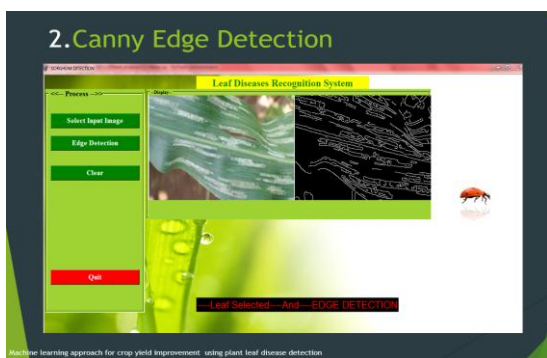 2.Canny Edge Detection
Leaf Diseases Recognition System
<<-- Process -->>
Display
Select Input Image
Edge Detection
Clear
Quit
----Leaf Selected----And----EDGE DETECTION
Machine learning approach for crop yield improvement using plant leaf disease detection